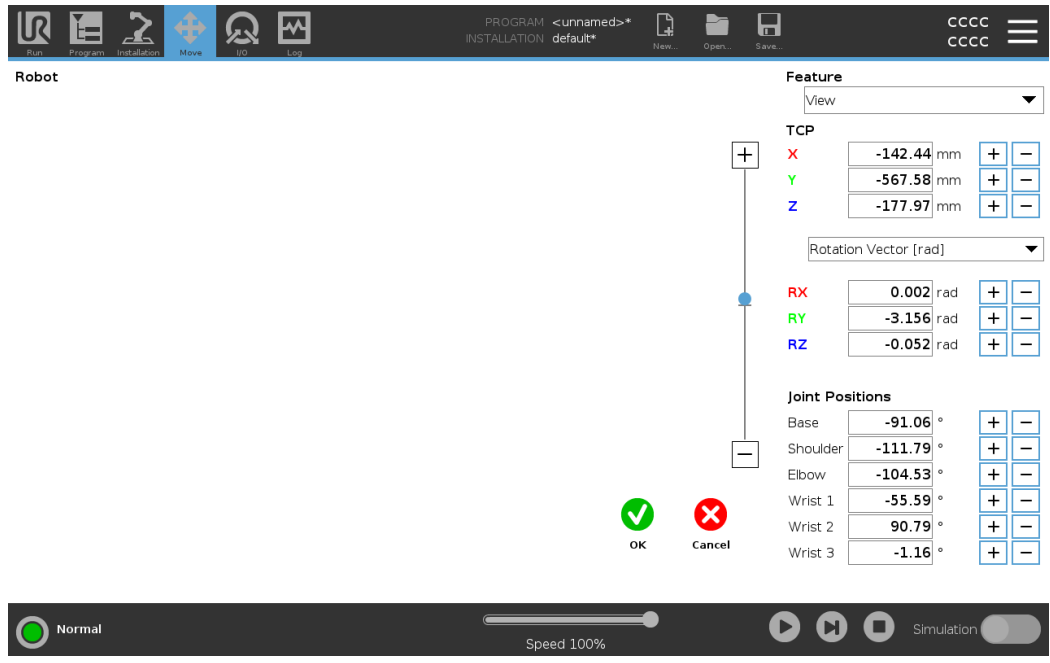 PROGRAM <unnamed>*
INSTALLATION default*
Run Program Installation Move I/O Log
New... Open... Save...
CCCC
CCCC
Robot
Feature
View
TCP
X -142.44 mm + −
Y -567.58 mm + −
Z -177.97 mm + −
Rotation Vector [rad]
RX 0.002 rad + −
RY -3.156 rad + −
RZ -0.052 rad + −
Joint Positions
Base -91.06 ° + −
Shoulder -111.79 ° + −
Elbow -104.53 ° + −
Wrist 1 -55.59 ° + −
Wrist 2 90.79 ° + −
Wrist 3 -1.16 ° + −
OK Cancel
Normal
Speed 100%
Simulation